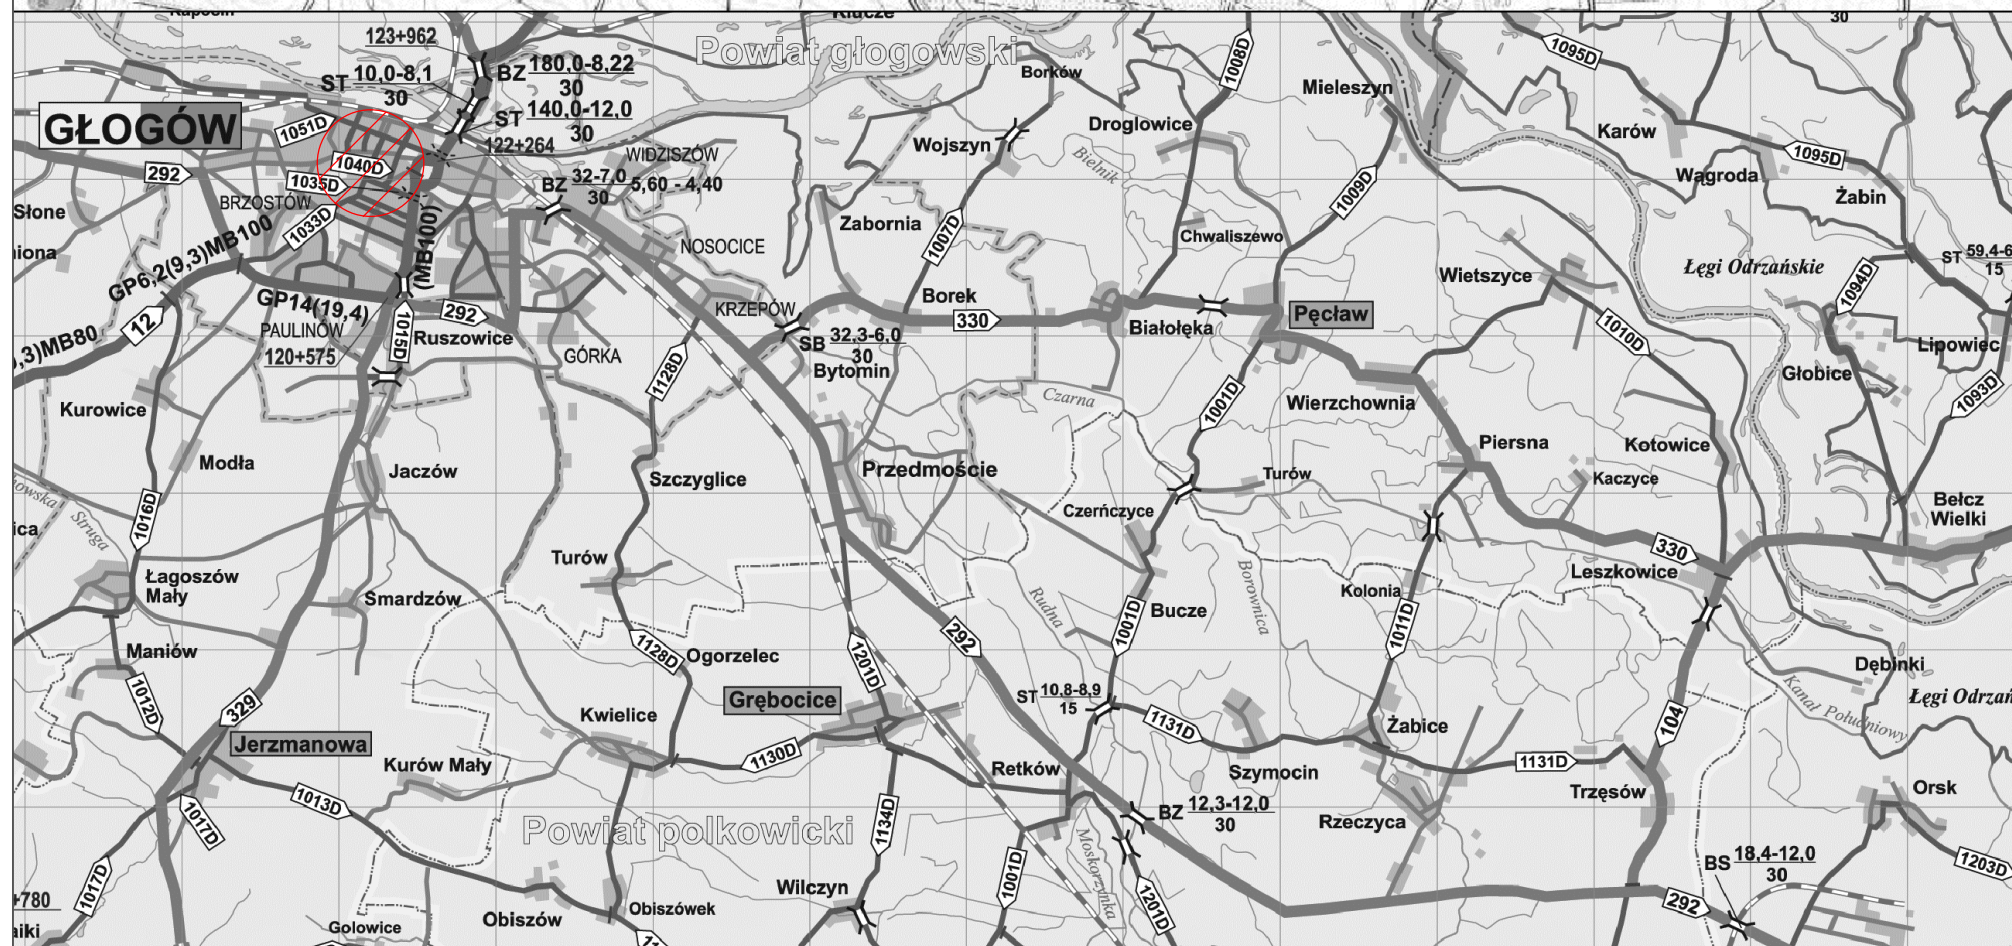 Klucze
30
123+962
Powiat głogowski
180,0-8,22
BZ
30
ST
10,0-8,1
30
ST
140,0-12,0
30
122+264
Borków
1008D
1095D
Mieleszyn
GŁOGÓW
1051D
1040D
1035D
1033D
292
WIDZISZÓW
BZ
32-7,0
30
5,60 - 4,40
Wojszyn
Droglowice
Bielnik
1009D
Karów
1095D
Wągroda
Żabin
Słone
BRZOSTÓW
GP6,2(9,3)MB100
(MB100)
NOSOCICE
Zabornia
1007D
Chwaliszewo
Wietszyce
Łęgi Odrzańskie
1094D
ST
59,4-6
15
GP14(19,4)
PAULINÓW
120+575
12
,3)MB80
1015D
292
Ruszowice
GÓRKA
KRZEPÓW
SB
32,3-6,0
30
Bytomin
Borek
330
Białołęka
Pęcław
1010D
Lipowiec
Głobice
1093D
Kurowice
1128D
Czarna
1001D
Wierzchownia
Piersna
Kotowice
Modła
Jaczów
Szczyglice
Przedmoście
Turów
Kaczyce
Czerńczyce
Bełcz
Wielki
1016D
Struga
Turów
Łagoszów
Mały
Smardzów
330
Leszkowice
Kolonia
Rudna
Borownica
Bucze
1001D
1011D
292
Maniów
1128D
Ogorzelec
1201D
Dębinki
Łęgi Odrzań
Kanał Południowy
1012D
329
Kwielice
Grębocice
ST
10,8-8,9
15
1131D
Żabice
104
Jerzmanowa
Kurów Mały
1130D
Retków
Szymocin
1131D
Trzęsów
Orsk
1013D
1017D
Powiat polkowicki
1134D
BZ
12,3-12,0
30
Rzeczyca
Moskorzynka
BS
18,4-12,0
30
1203D
1017D
+780
Wilczyn
1001D
1201D
292
Obiszów
Obiszówek
Golowice